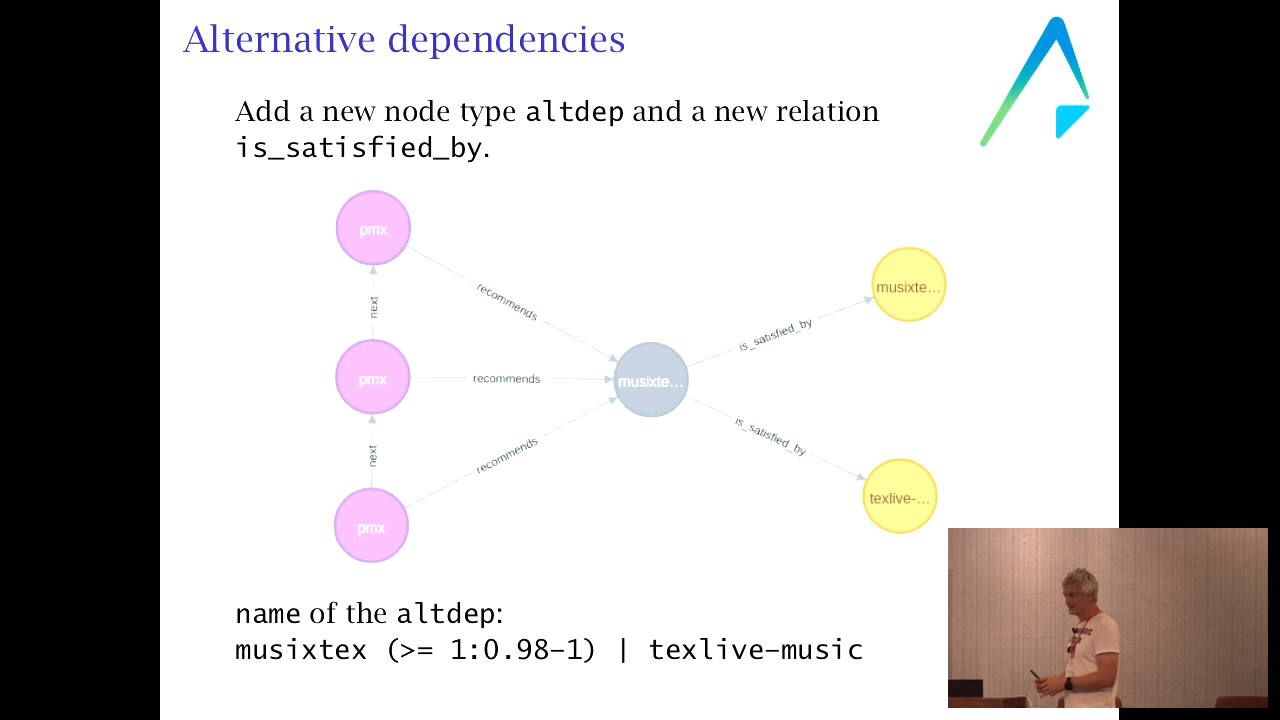 Alternative dependencies
Add a new node type altdep and a new relation
is_satisfied_by.
pmx
recommends
musixte...
next
is_satisfied_by
pmx
recommends
musixte...
next
is_satisfied_by
recommends
texlive-...
pmx
name of the altdep:
musixtex (>= 1:0.98-1) | texlive-music